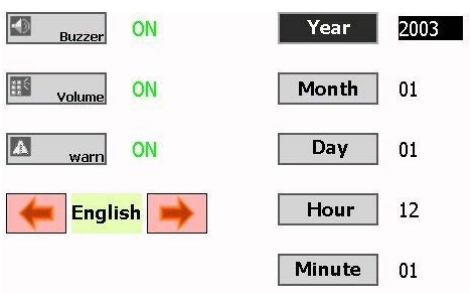 Buzzer ON
Volume ON
warn ON
English
Year 2003
Month 01
Day 01
Hour 12
Minute 01